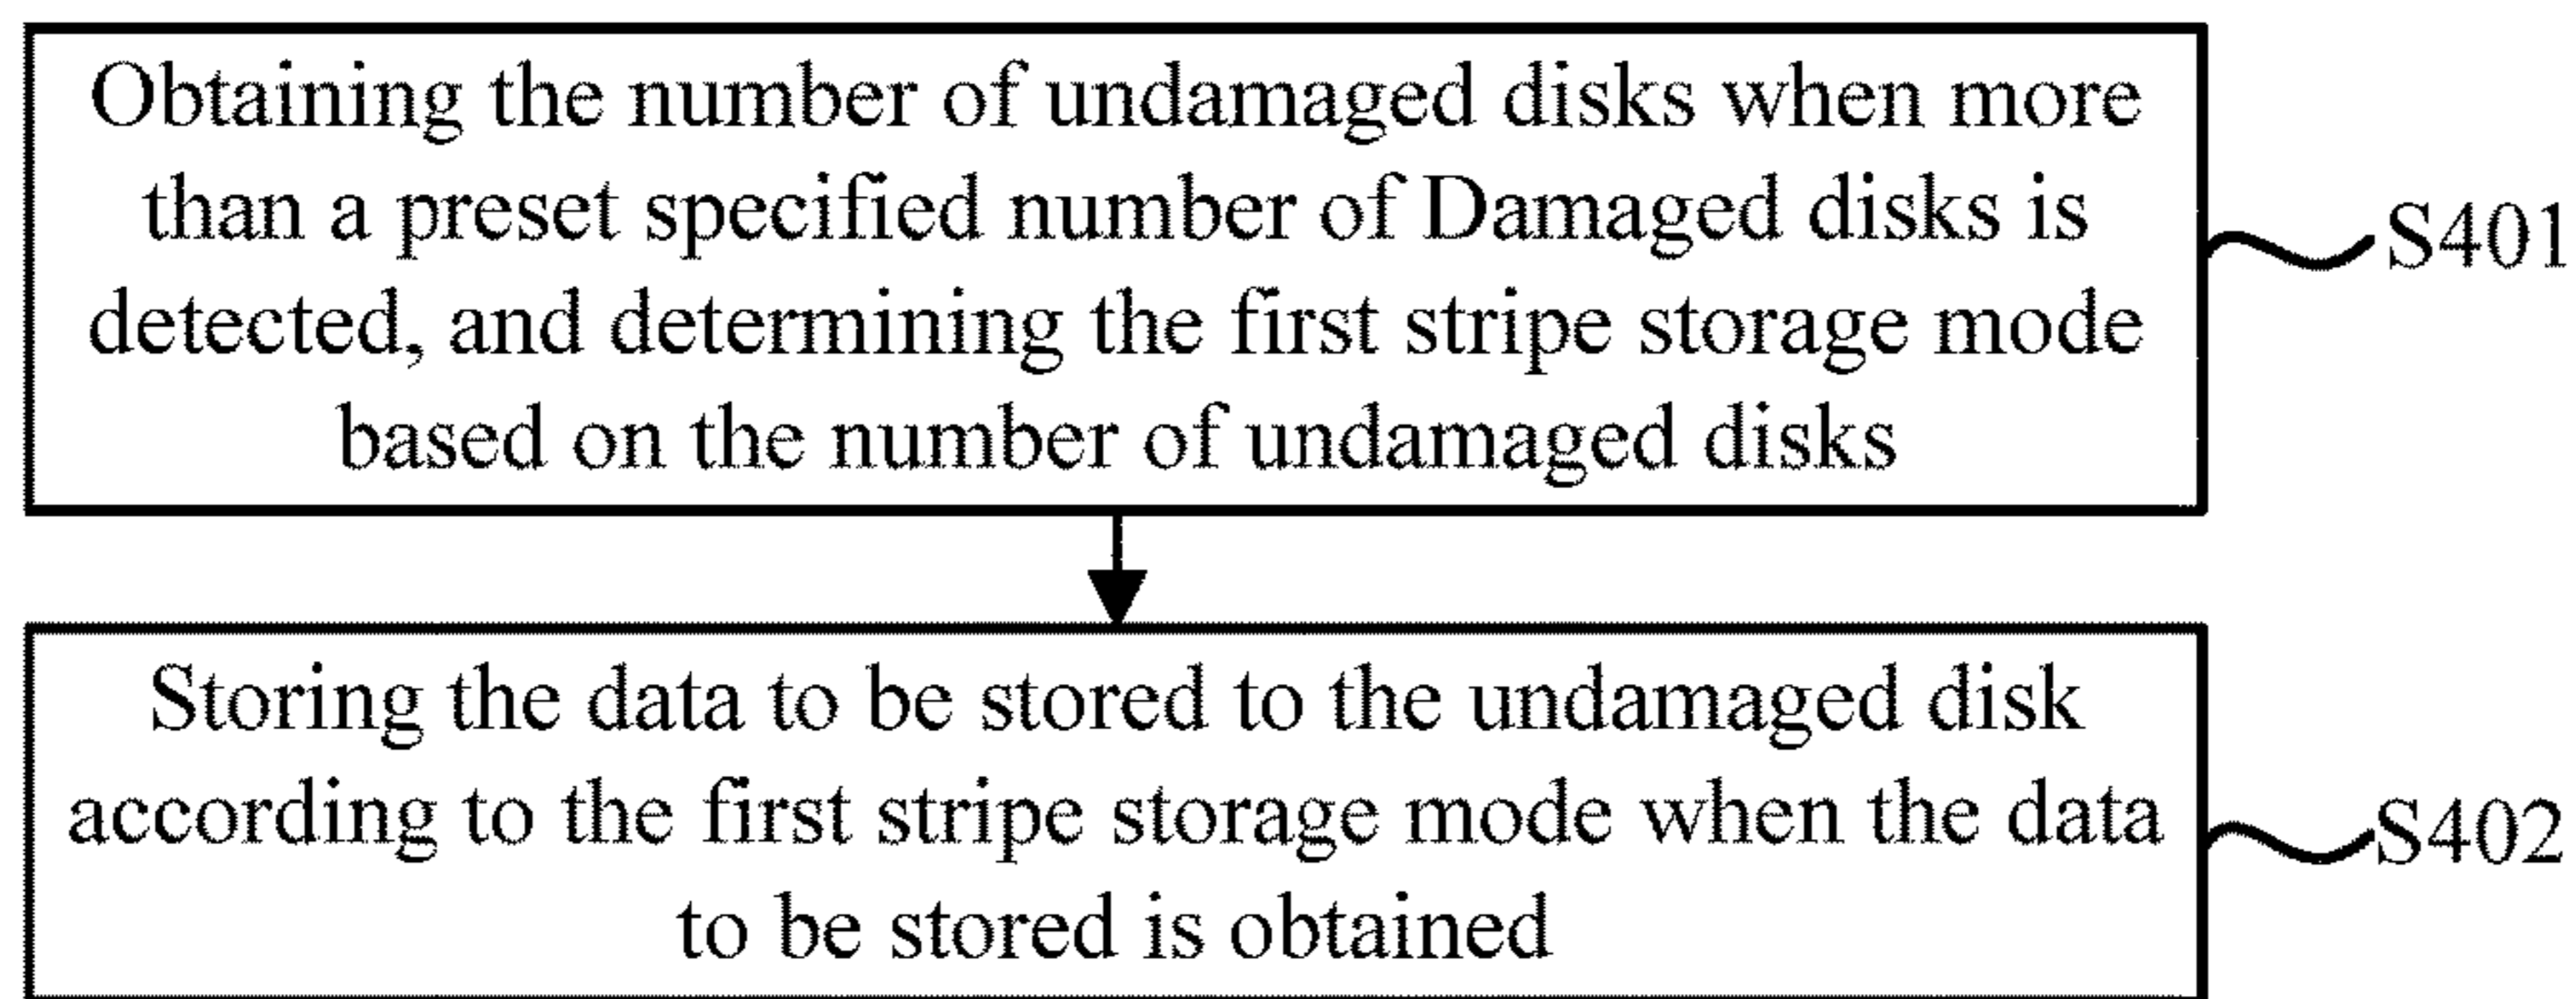 Obtaining the number of undamaged disks when more
than a preset specified number of Damaged disks is
detected, and determining the first stripe storage mode
based on the number of undamaged disks
S401
Storing the data to be stored to the undamaged disk
according to the first stripe storage mode when the data
to be stored is obtained
S402